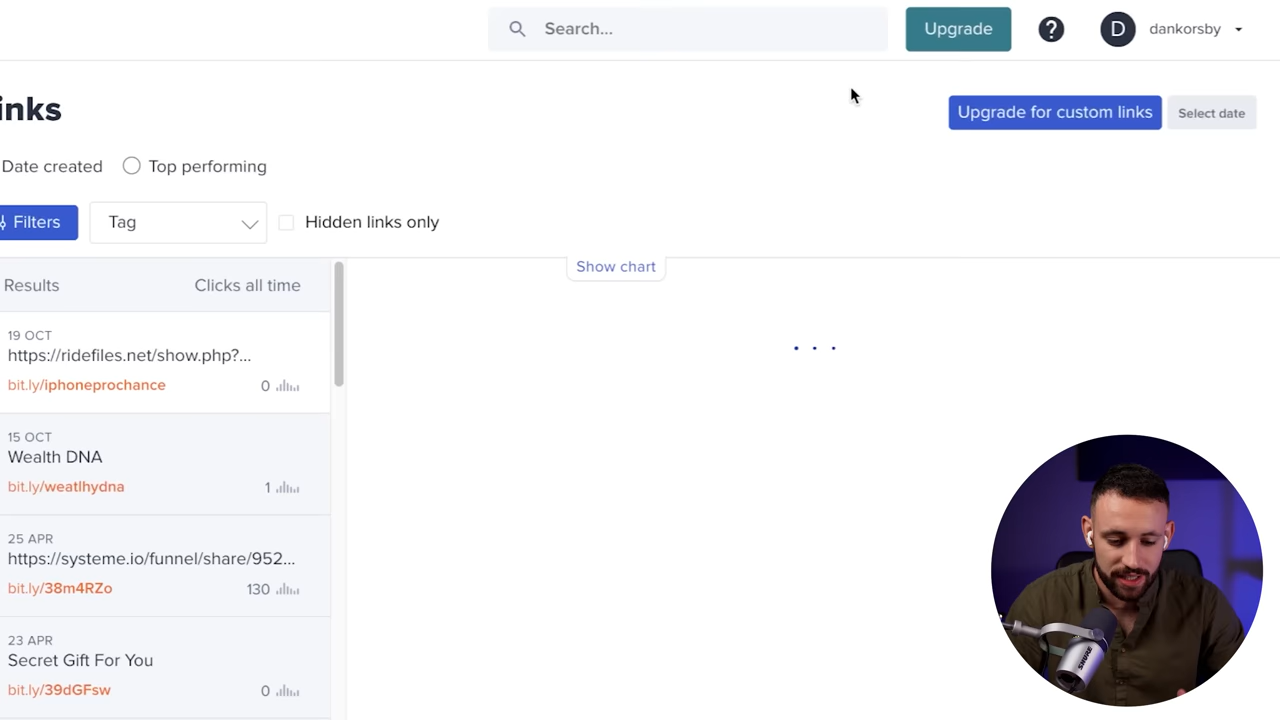 Search...
Upgrade
?
D
dankorsby
inks
Upgrade for custom links
Select date
Date created
Top performing
Filters
Tag
Hidden links only
Show chart
Results
Clicks all time
19 OCT
https://ridefiles.net/show.php?...
bit.ly/iphoneprochance
0
15 OCT
Wealth DNA
bit.ly/weatlhydna
1
25 APR
https://systeme.io/funnel/share/952...
bit.ly/38m4RZo
130
23 APR
Secret Gift For You
bit.ly/39dGFsw
0
SHURE